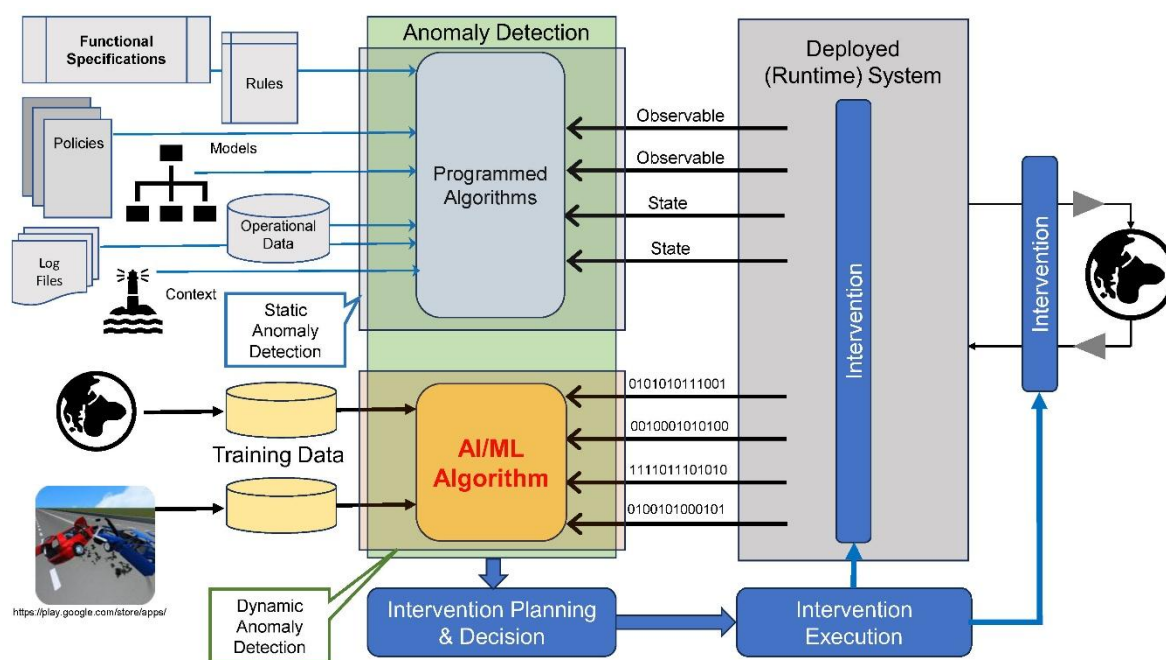 Functional
Specifications
Rules
Policies
Models
Operational
Data
Log
Files
Context
Anomaly Detection
Programmed
Algorithms
Static
Anomaly
Detection
Observable
Observable
State
State
Deployed
(Runtime) System
Intervention
Intervention
Training Data
AI/ML
Algorithm
0101010111001
0010001010100
1111011101010
0100101000101
https://play.google.com/store/apps/
Dynamic
Anomaly
Detection
Intervention Planning
& Decision
Intervention
Execution